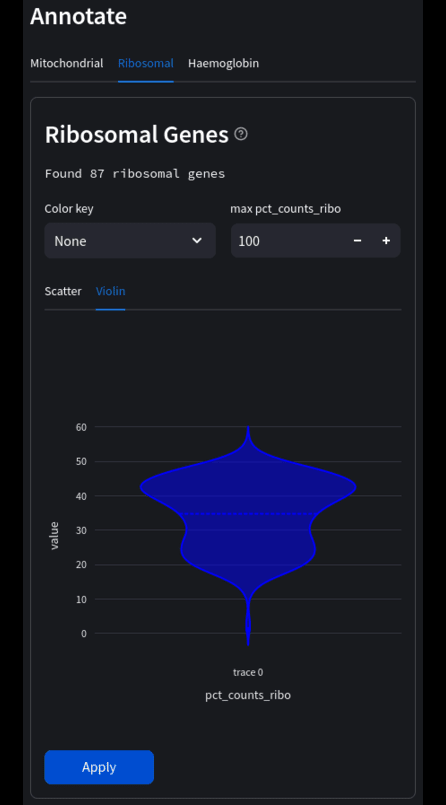 Annotate
Mitochondrial Ribosomal Haemoglobin
Ribosomal Genes ?
Found 87 ribosomal genes
Color key max pct_counts_ribo
None 100 − +
Scatter Violin
60
50
40
30
20
10
0
value
trace 0
pct_counts_ribo
Apply